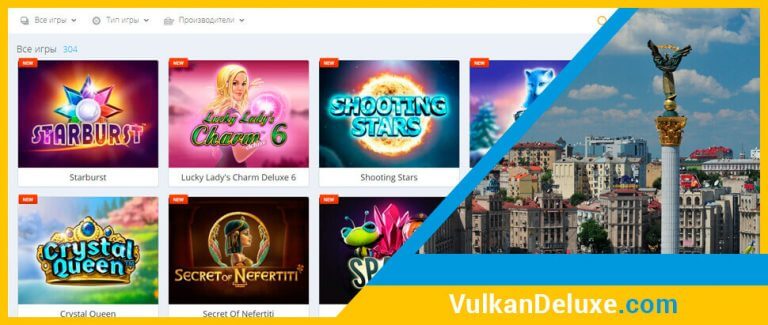 Все игры Тип игры Производители
Все игры 304
NEW NEW NEW NEW
STARBURST
Lucky Lady's
Charm 6
SHOOTING
STARS
Starburst Lucky Lady's Charm Deluxe 6 Shooting Stars
NEW NEW NEW
Crystal
Queen
SECRET OF NEFERTITI
Crystal Queen Secret Of Nefertiti
VulkanDeluxe.com